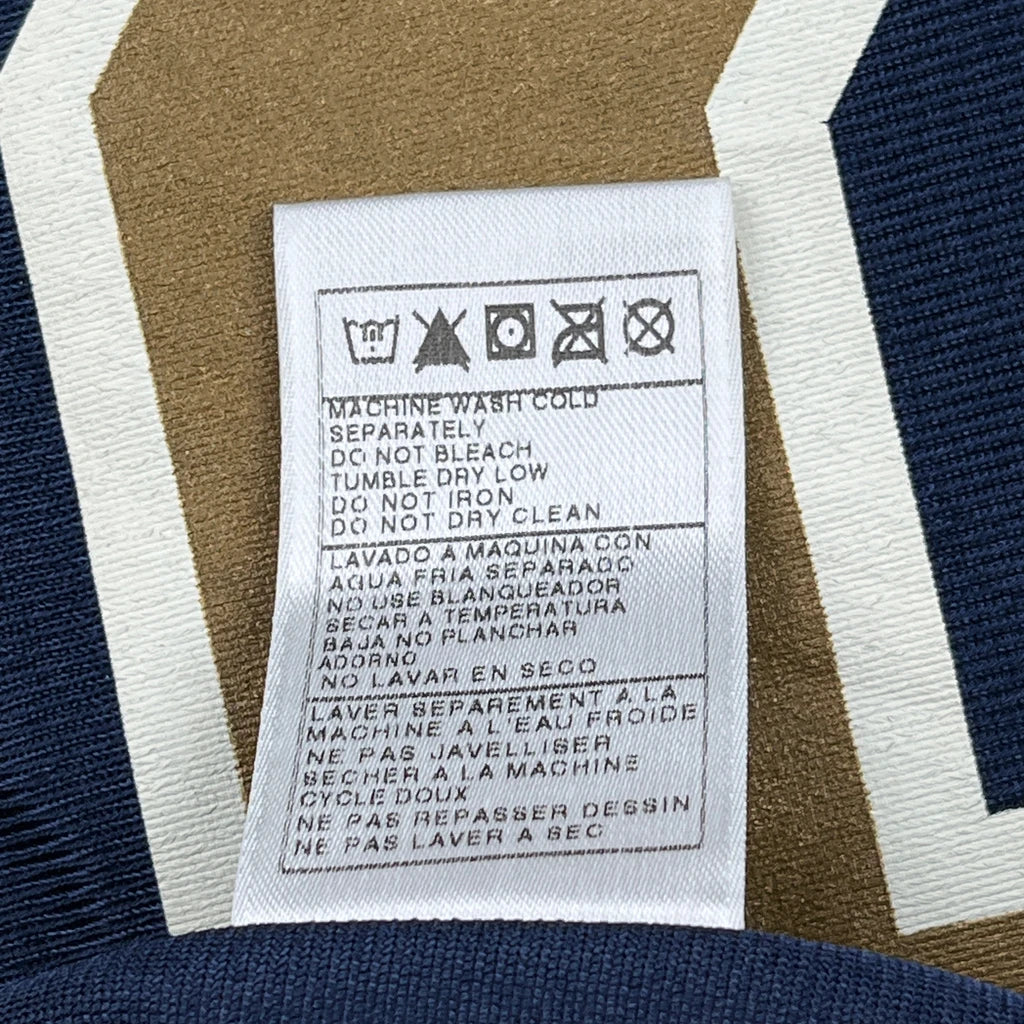 MACHINE WASH COLD
SEPARATELY
DO NOT BLEACH
TUMBLE DRY LOW
DO NOT IRON
DO NOT DRY CLEAN
LAVADO A MAQUINA CON
AQUA FRIA SEPARADO
NO USE BLANQUEADOR
SECAR A TEMPERATURA
BAJA NO PLANCHAR
ADORNO
NO LAVAR EN SECO
LAVER SEPAREMENT A LA
MACHINE A L'EAU FROIDE
NE PAS JAVELLISER
SECHER A LA MACHINE
CYCLE DOUX
NE PAS REPASSER DESSIN
NE PAS LAVER A SEC